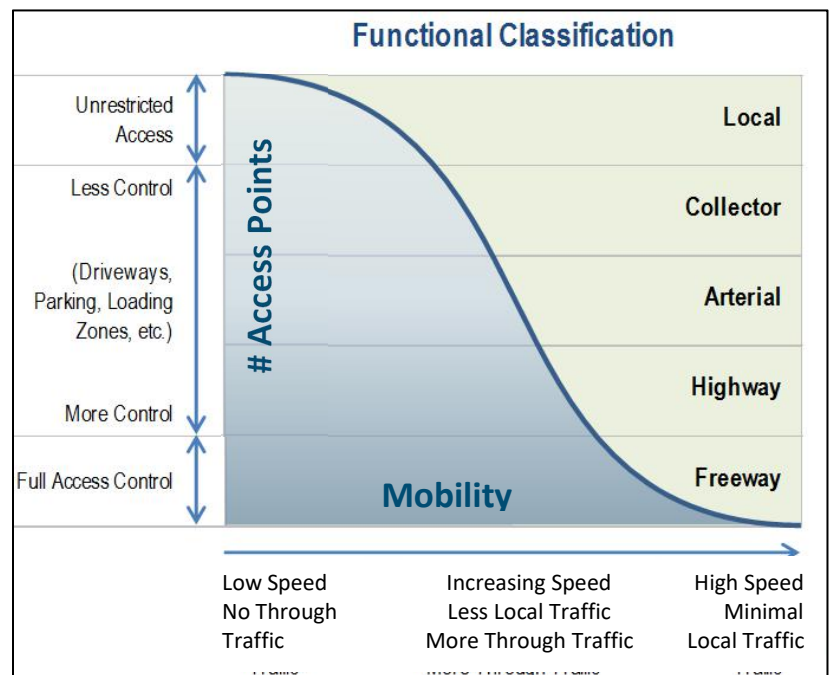 Functional Classification
Unrestricted
Access
Less Control
(Driveways,
Parking, Loading
Zones, etc.)
More Control
Full Access Control
# Access Points
Local
Collector
Arterial
Highway
Freeway
Mobility
Low Speed
No Through
Traffic
Increasing Speed
Less Local Traffic
More Through Traffic
High Speed
Minimal
Local Traffic